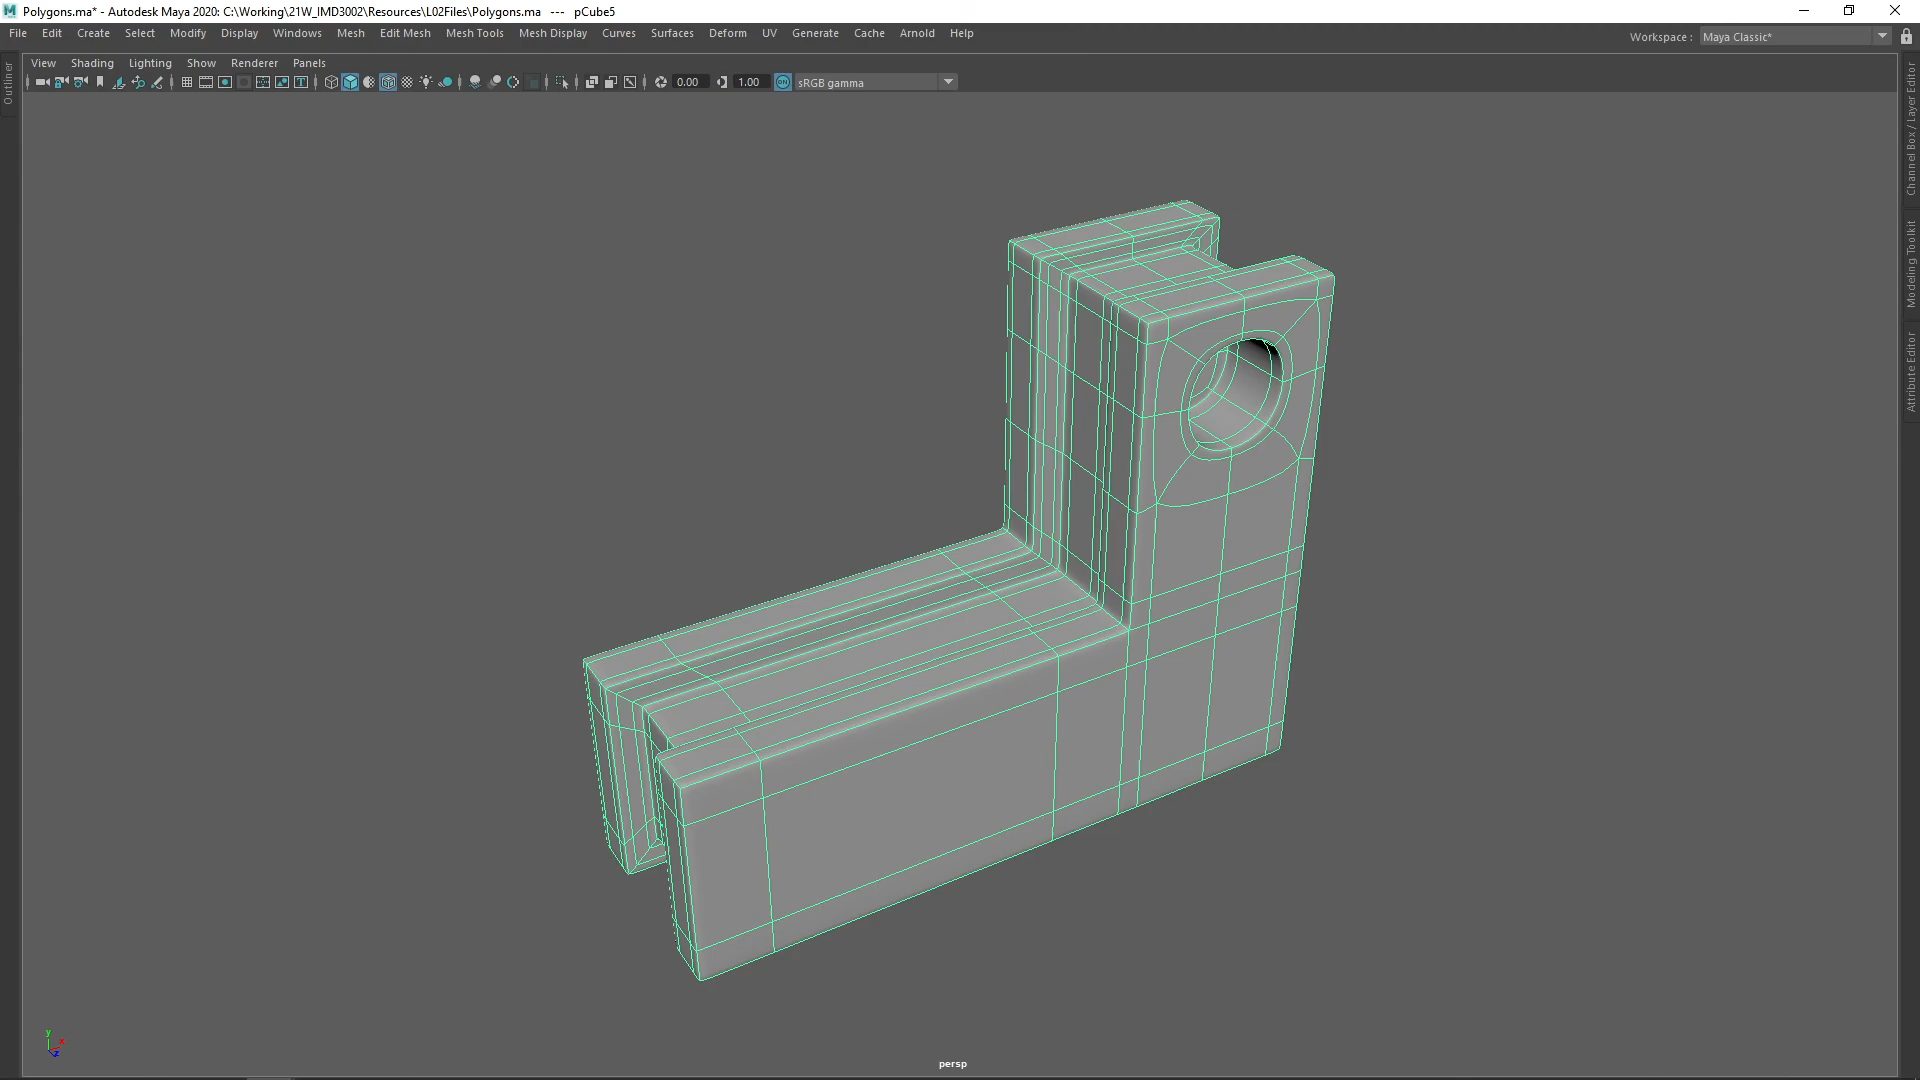 Polygons.ma* - Autodesk Maya 2020: C:\Working\21W_IMD3002\Resources\L02Files\Polygons.ma   ---   pCube5
File Edit Create Select Modify Display Windows Mesh Edit Mesh Mesh Tools Mesh Display Curves Surfaces Deform UV Generate Cache Arnold Help
Workspace : Maya Classic*
View Shading Lighting Show Renderer Panels
0.00 1.00 ON sRGB gamma
Outliner
Channel Box / Layer Editor
Modeling Toolkit
Attribute Editor
y
x
z
persp